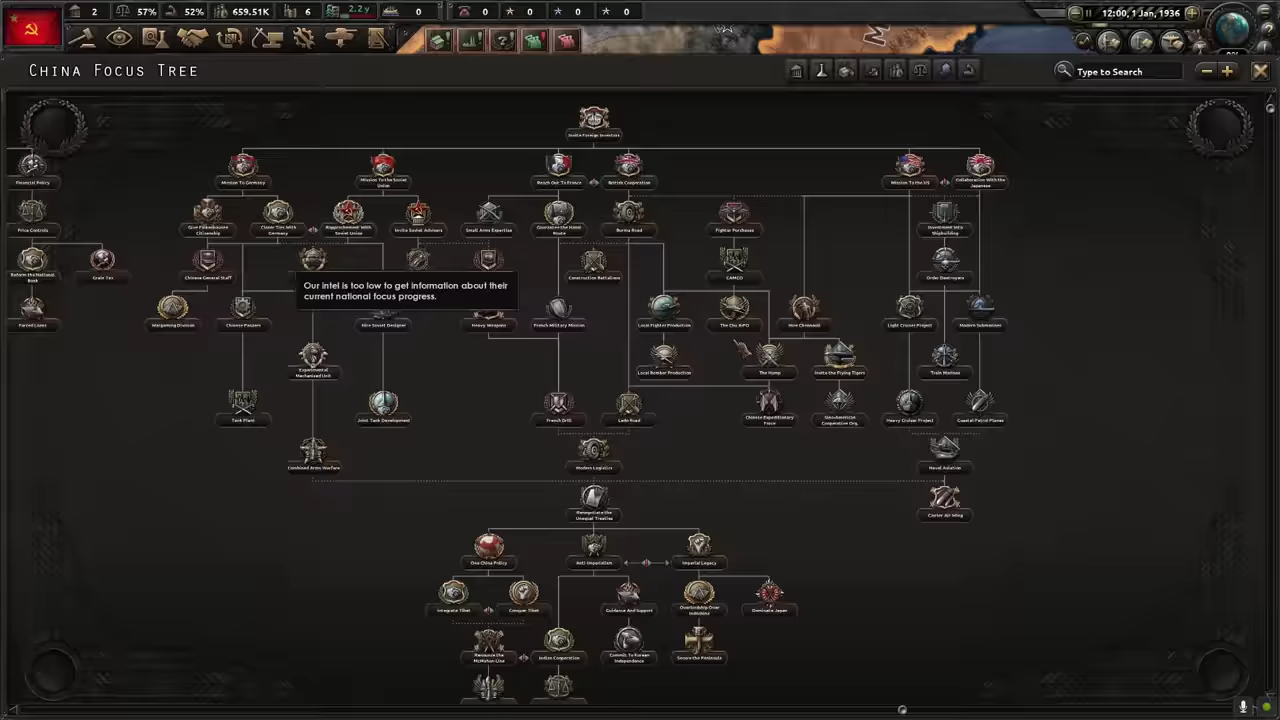 2 57% 52% 659.51K 6 2.2 y 0 0 0 0 0
12:00, 1 Jan, 1936
China Focus Tree
Type to Search
Invite Foreign Investors
Financial Policy
Mission To Germany
Mission To the Soviet Union
Reach Out To France
British Cooperation
Mission To the US
Collaboration With the Japanese
Price Controls
Give Falkenhausen Citizenship
Closer Ties With Germany
Rapprochement With Soviet Union
Invite Soviet Advisors
Small Arms Expertise
Guarantee the Hanoi Route
Burma Road
Fighter Purchases
Investment Into Shipbuilding
Reform the National Bank
Grain Tax
Chinese General Staff
Construction Battalions
CAMCO
Order Destroyers
Our intel is too low to get information about their
current national focus progress.
Forced Loans
Wargaming Division
Chinese Panzers
Hire Soviet Designer
Heavy Weapons
French Military Mission
Local Fighter Production
The Chu X-PO
Hire Chennault
Light Cruiser Project
Modern Submarines
Experimental Mechanized Unit
Local Bomber Production
The Hump
Invite the Flying Tigers
Train Marines
Tank Plant
Joint Tank Development
French Drill
Ledo Road
Chinese Expeditionary Force
Sino-American Cooperative Org.
Heavy Cruiser Project
Coastal Patrol Planes
Combined Arms Warfare
Modern Logistics
Naval Aviation
Renegotiate the Unequal Treaties
Carrier Air Wing
One China Policy
Anti Imperialism
Imperial Legacy
Integrate Tibet
Conquer Tibet
Guidance And Support
Overlordship Over Indochina
Dominate Japan
Renounce the McMahon Line
Indian Cooperation
Commit To Korean Independence
Secure the Peninsula